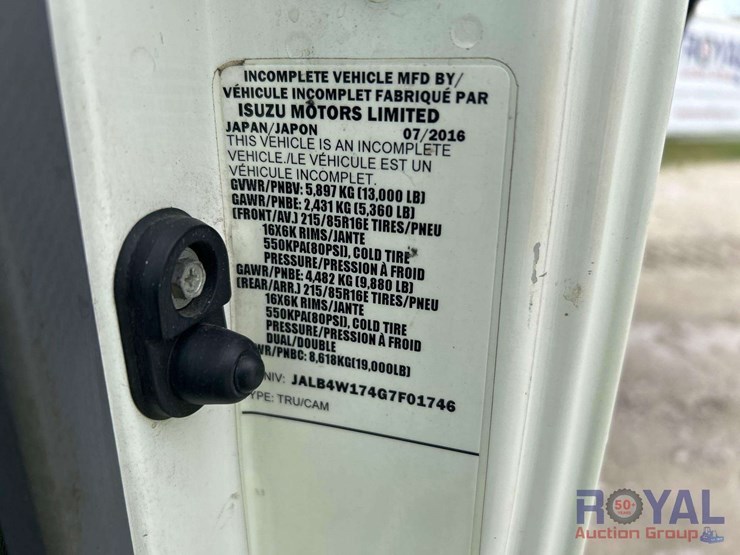 INCOMPLETE VEHICLE MFD BY/
VÉHICULE INCOMPLET FABRIQUÉ PAR
ISUZU MOTORS LIMITED
JAPAN/JAPON 07/2016
THIS VEHICLE IS AN INCOMPLETE
VEHICLE./LE VÉHICULE EST UN
VÉHICULE INCOMPLET.
GVWR/PNBV: 5,897 KG (13,000 LB)
GAWR/PNBE: 2,431 KG (5,360 LB)
(FRONT/AV.) 215/85R16E TIRES/PNEU
16X6K RIMS/JANTE
550KPA(80PSI), COLD TIRE
PRESSURE/PRESSION À FROID
GAWR/PNBE: 4,482 KG (9,880 LB)
(REAR/ARR.) 215/85R16E TIRES/PNEU
16X6K RIMS/JANTE
550KPA(80PSI), COLD TIRE
PRESSURE/PRESSION À FROID
DUAL/DOUBLE
WR/PNBC: 8,618KG(19,000LB)
NIV: JALB4W174G7F01746
YPE: TRU/CAM
ROYAL
Auction Group
ROYAL
50+
Auction Group